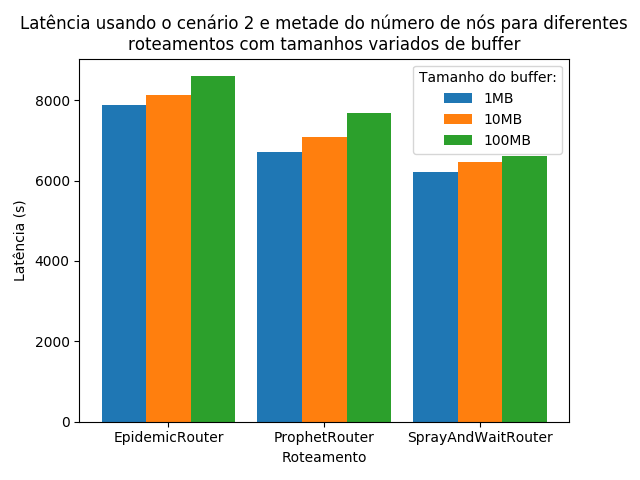 Latência usando o cenário 2 e metade do número de nós para diferentes
roteamentos com tamanhos variados de buffer
Tamanho do buffer:
1MB
10MB
100MB
Latência (s)
8000
6000
4000
2000
0
EpidemicRouter
ProphetRouter
SprayAndWaitRouter
Roteamento